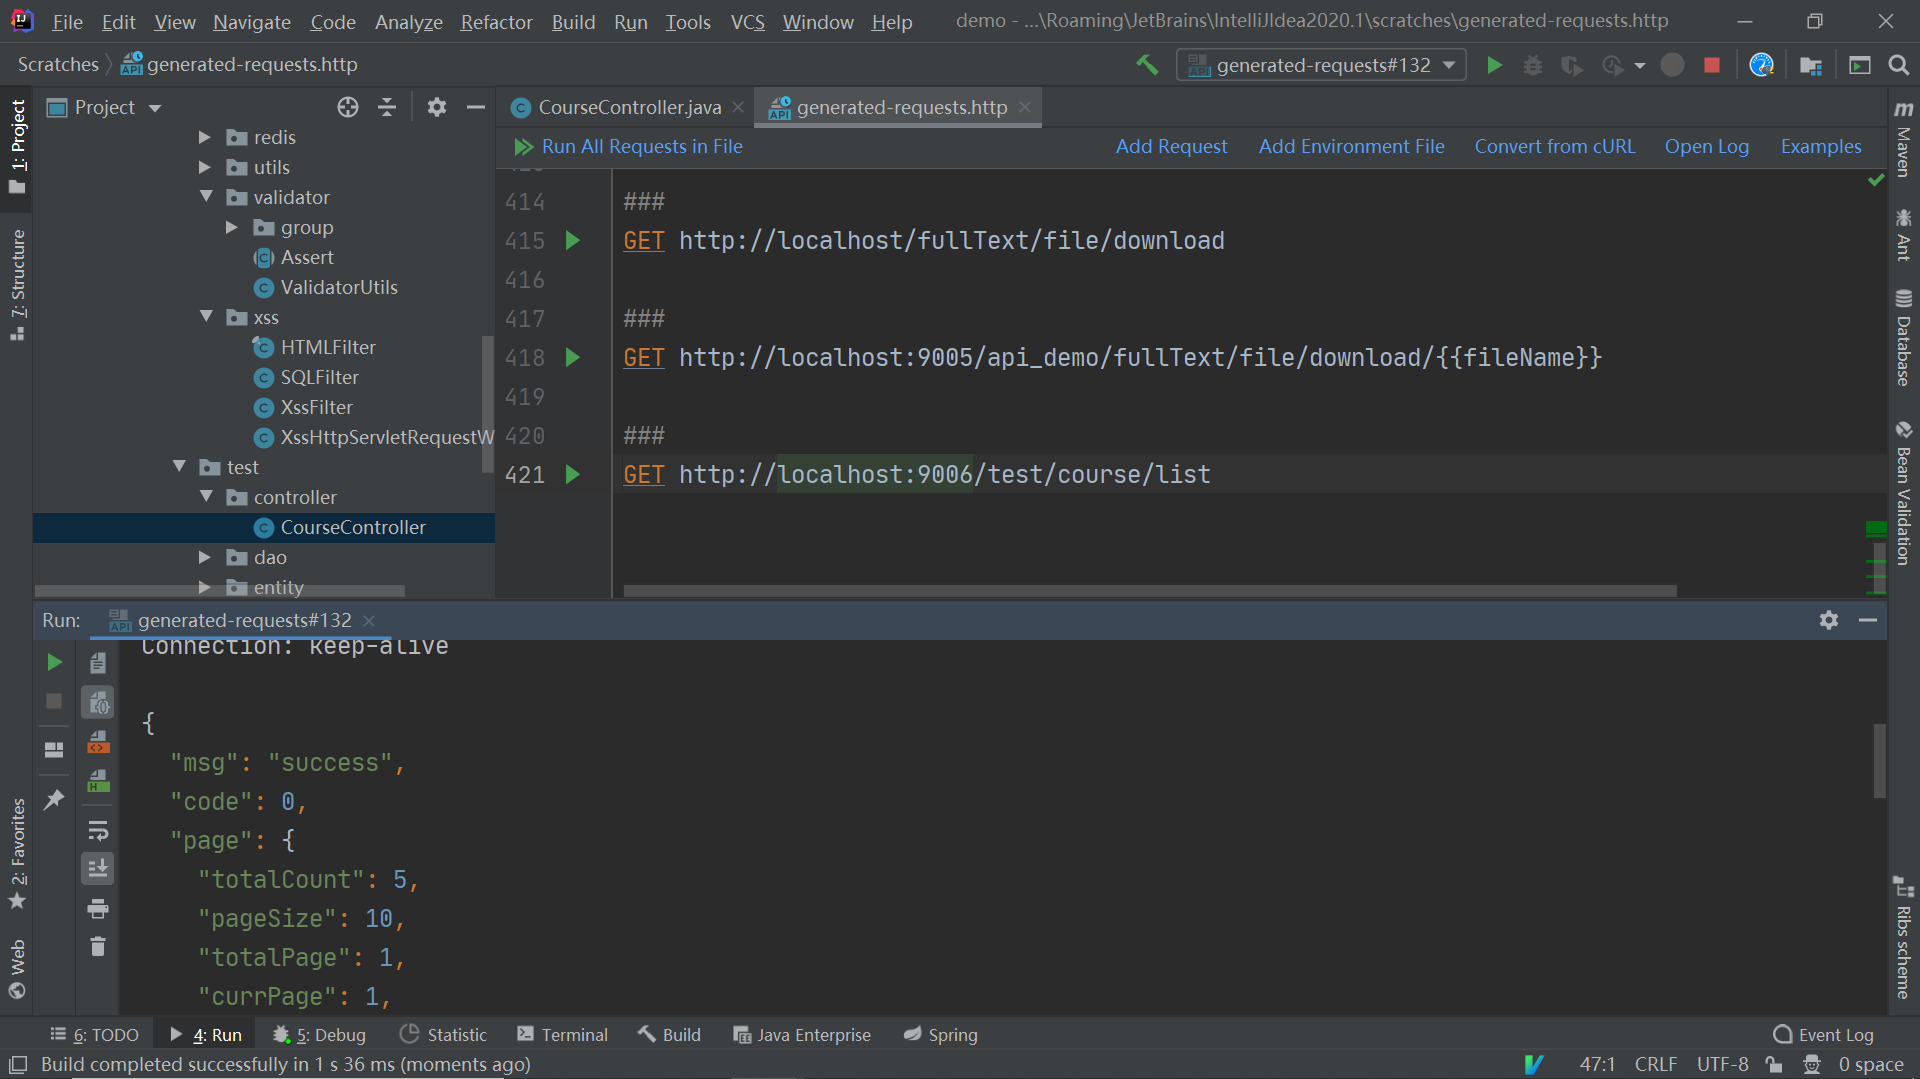 File Edit View Navigate Code Analyze Refactor Build Run Tools VCS Window Help demo - ...\Roaming\JetBrains\IntelliJIdea2020.1\scratches\generated-requests.http
Scratches generated-requests.http generated-requests#132
Project
CourseController.java generated-requests.http
Run All Requests in File Add Request Add Environment File Convert from cURL Open Log Examples
redis
utils
validator
group
Assert
ValidatorUtils
xss
HTMLFilter
SQLFilter
XssFilter
XssHttpServletRequestW
test
controller
CourseController
dao
entity
414 ###
415 GET http://localhost/fullText/file/download
416
417 ###
418 GET http://localhost:9005/api_demo/fullText/file/download/{{fileName}}
419
420 ###
421 GET http://localhost:9006/test/course/list
1: Project
7: Structure
2: Favorites
Web
Maven
Ant
Database
Bean Validation
Ribs scheme
Run: generated-requests#132
Connection: keep-alive
{
"msg": "success",
"code": 0,
"page": {
"totalCount": 5,
"pageSize": 10,
"totalPage": 1,
"currPage": 1,
6: TODO 4: Run 5: Debug Statistic Terminal Build Java Enterprise Spring Event Log
Build completed successfully in 1 s 36 ms (moments ago) 47:1 CRLF UTF-8 0 space